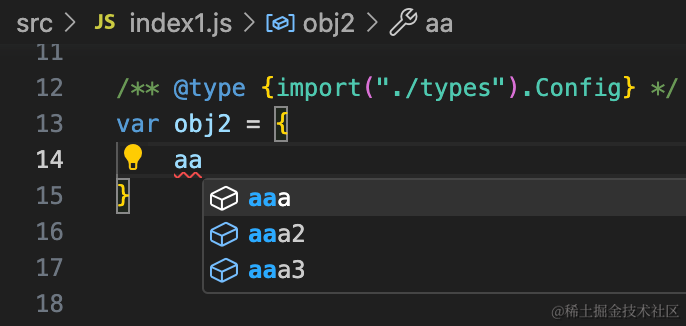 src > JS index1.js > obj2 > aa
11
12 /** @type {import("./types").Config} */
13 var obj2 = {
14 aa
15 }
aaa
16 aaa2
17 aaa3
18
@稀土掘金技术社区